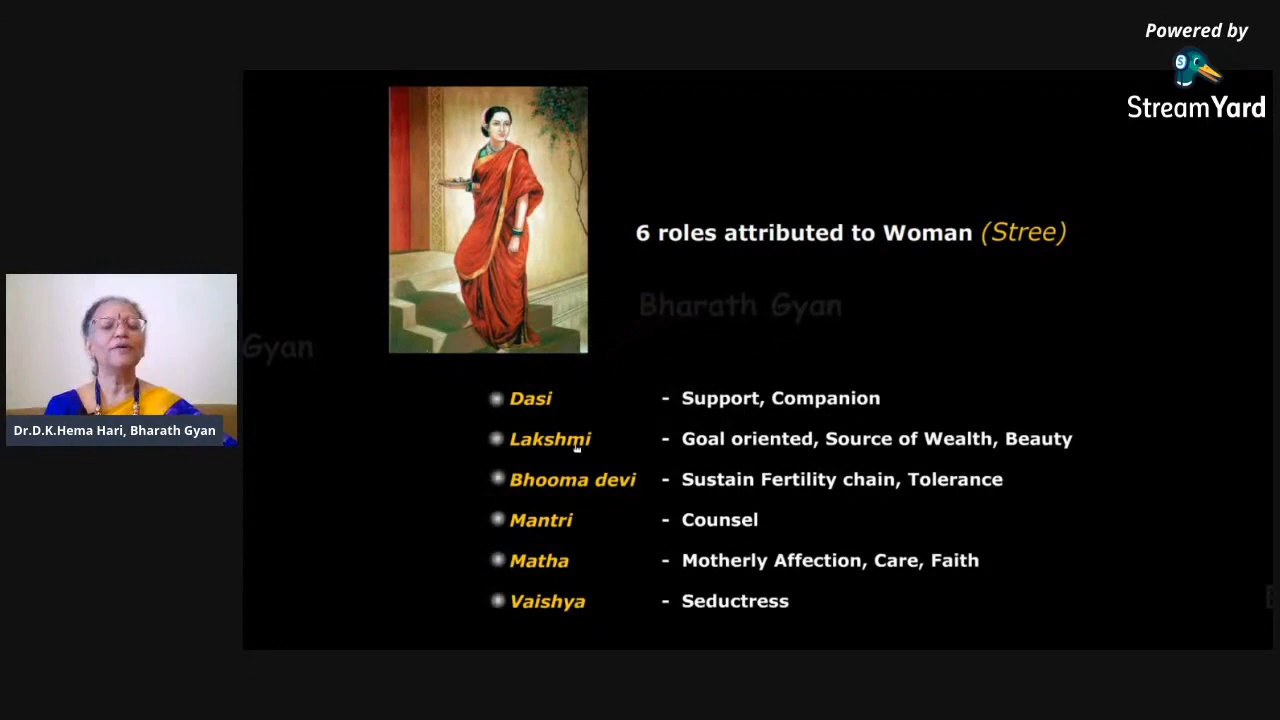 Powered by
StreamYard
6 roles attributed to Woman (Stree)
Bharath Gyan
Gyan
Dr.D.K.Hema Hari, Bharath Gyan
Dasi - Support, Companion
Lakshmi - Goal oriented, Source of Wealth, Beauty
Bhooma devi - Sustain Fertility chain, Tolerance
Mantri - Counsel
Matha - Motherly Affection, Care, Faith
Vaishya - Seductress